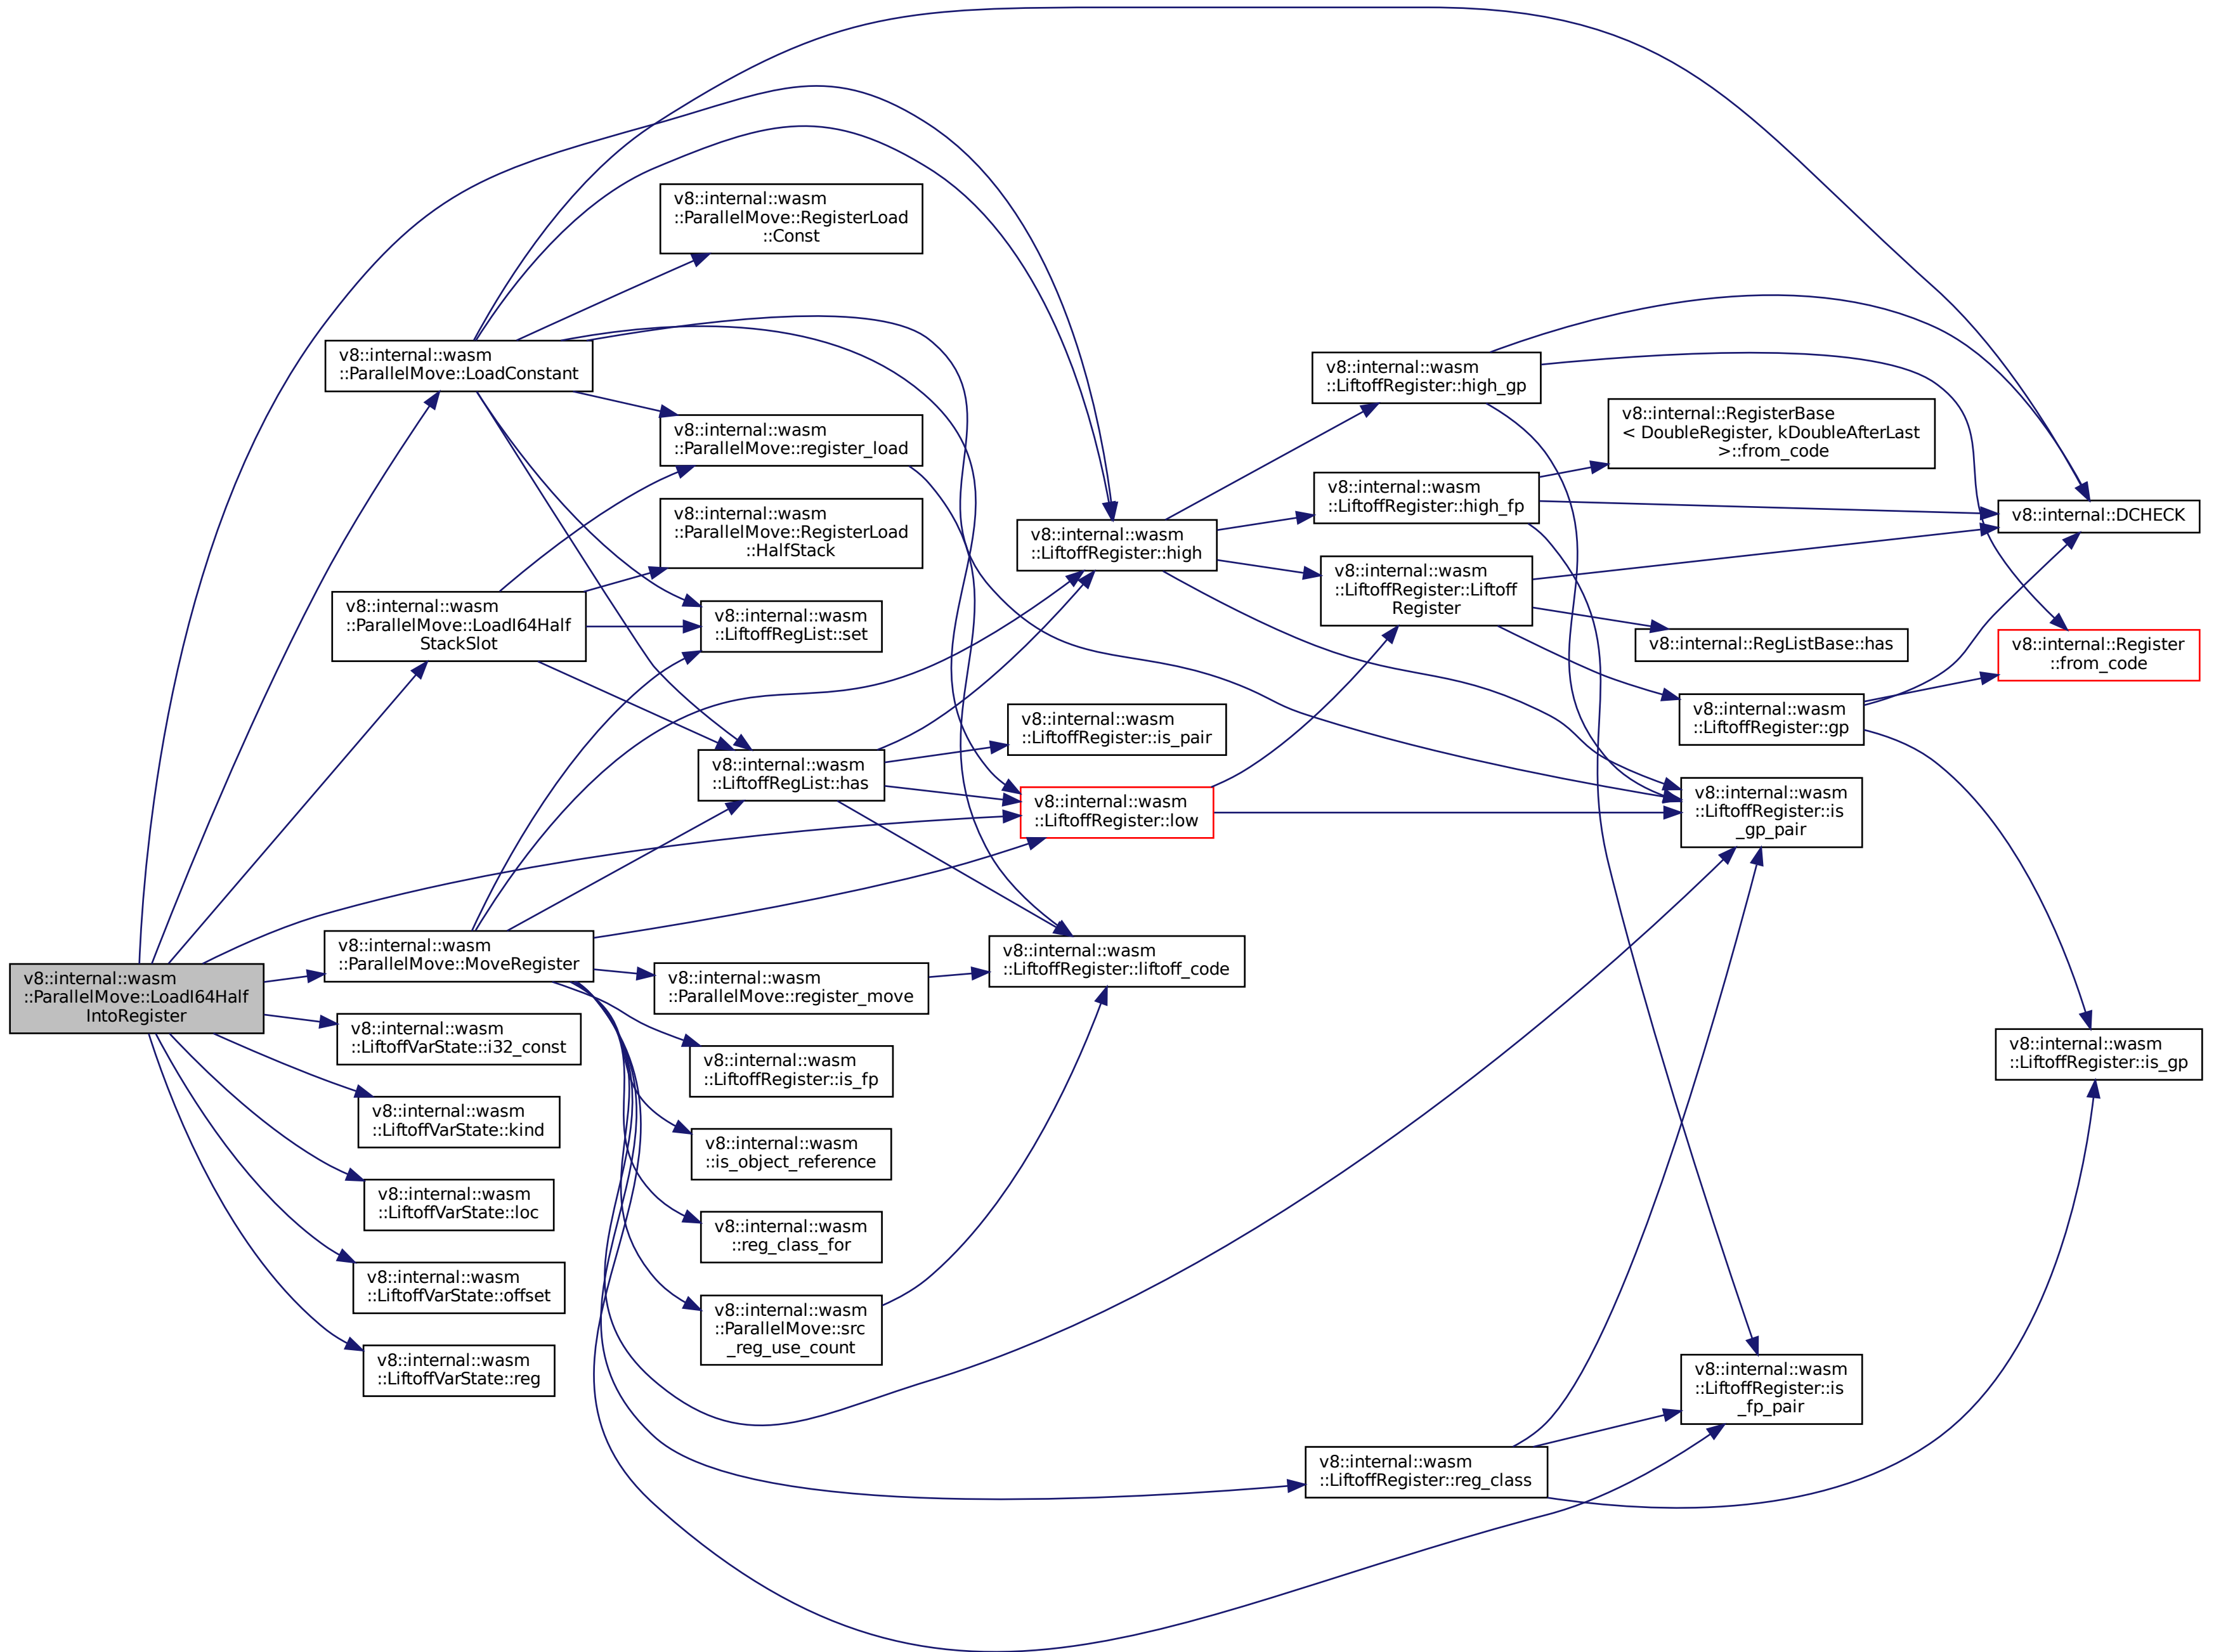 v8::internal::wasm
::ParallelMove::LoadI64Half
IntoRegister
v8::internal::wasm
::ParallelMove::LoadConstant
v8::internal::wasm
::ParallelMove::LoadI64Half
StackSlot
v8::internal::wasm
::ParallelMove::MoveRegister
v8::internal::wasm
::LiftoffVarState::i32_const
v8::internal::wasm
::LiftoffVarState::kind
v8::internal::wasm
::LiftoffVarState::loc
v8::internal::wasm
::LiftoffVarState::offset
v8::internal::wasm
::LiftoffVarState::reg
v8::internal::wasm
::ParallelMove::RegisterLoad
::Const
v8::internal::wasm
::ParallelMove::register_load
v8::internal::wasm
::ParallelMove::RegisterLoad
::HalfStack
v8::internal::wasm
::LiftoffRegList::set
v8::internal::wasm
::LiftoffRegList::has
v8::internal::wasm
::ParallelMove::register_move
v8::internal::wasm
::LiftoffRegister::is_fp
v8::internal::wasm
::is_object_reference
v8::internal::wasm
::reg_class_for
v8::internal::wasm
::ParallelMove::src
_reg_use_count
v8::internal::wasm
::LiftoffRegister::high
v8::internal::wasm
::LiftoffRegister::is_pair
v8::internal::wasm
::LiftoffRegister::low
v8::internal::wasm
::LiftoffRegister::liftoff_code
v8::internal::wasm
::LiftoffRegister::high_gp
v8::internal::wasm
::LiftoffRegister::high_fp
v8::internal::wasm
::LiftoffRegister::Liftoff
Register
v8::internal::wasm
::LiftoffRegister::reg_class
v8::internal::RegisterBase
< DoubleRegister, kDoubleAfterLast
>::from_code
v8::internal::RegListBase::has
v8::internal::wasm
::LiftoffRegister::gp
v8::internal::wasm
::LiftoffRegister::is
_gp_pair
v8::internal::wasm
::LiftoffRegister::is
_fp_pair
v8::internal::DCHECK
v8::internal::Register
::from_code
v8::internal::wasm
::LiftoffRegister::is_gp